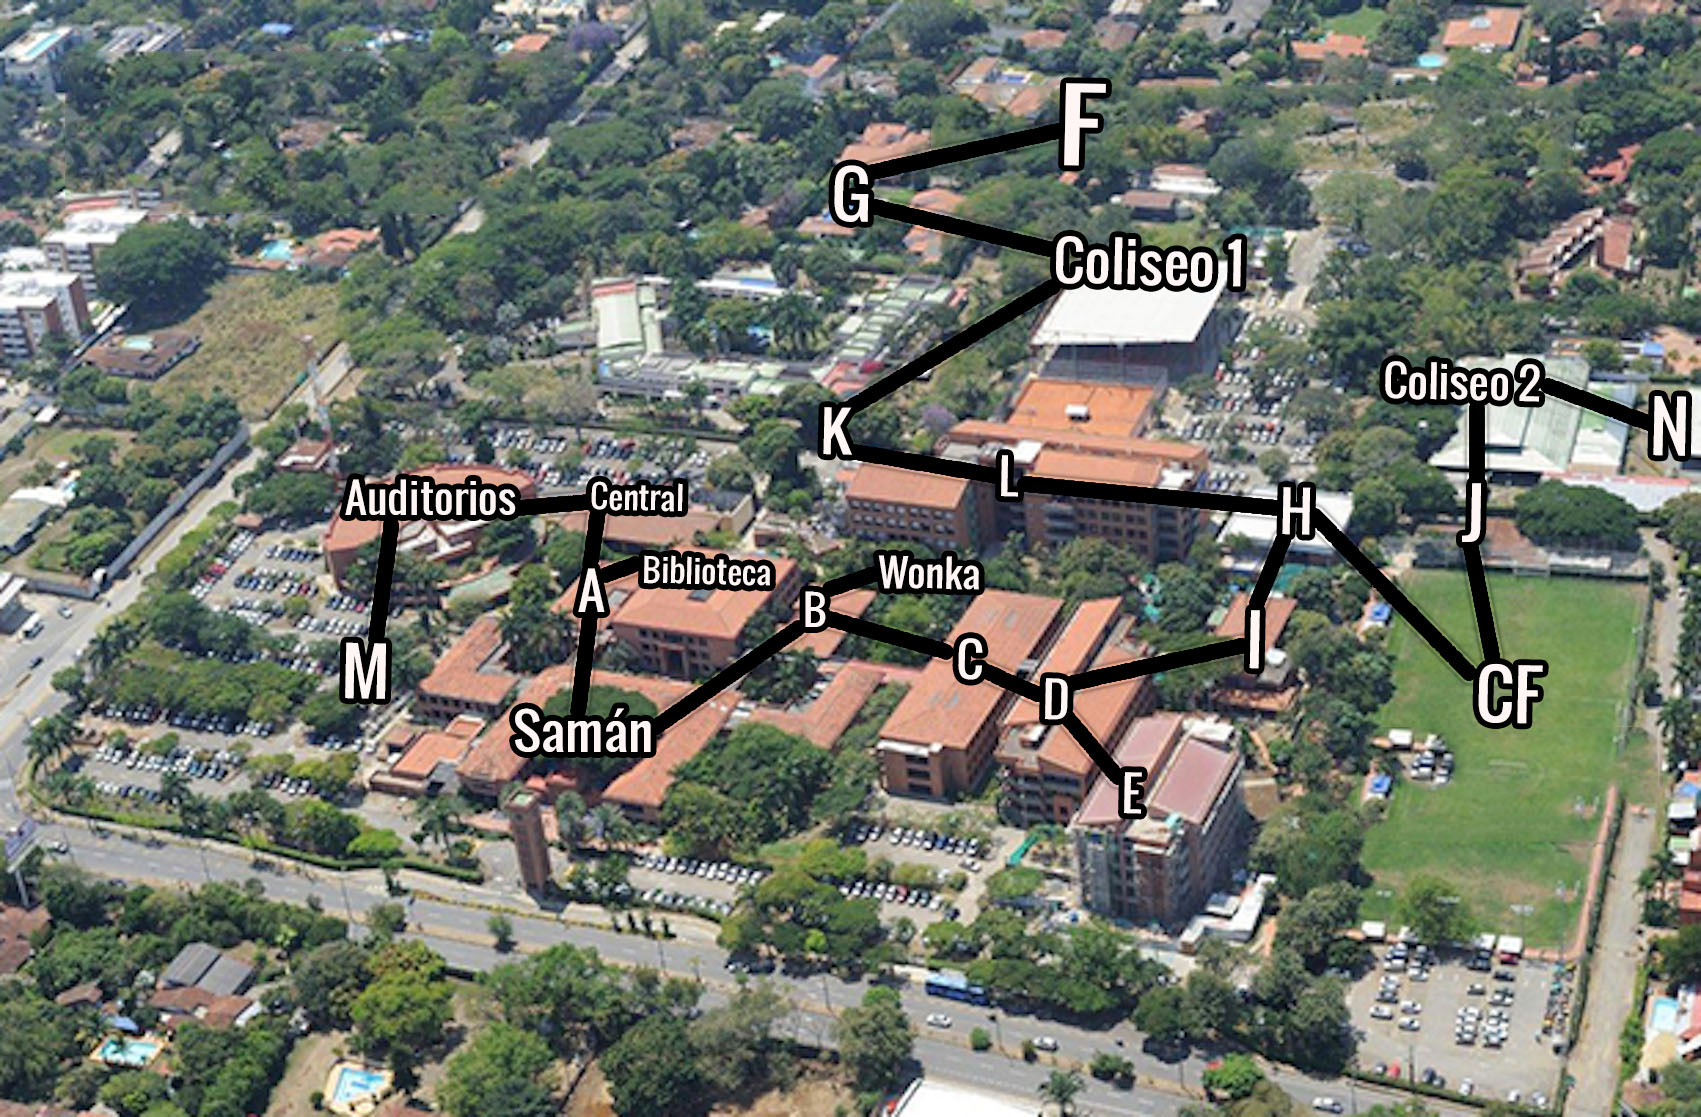 F
G
Coliseo 1
Coliseo 2
N
K
L
Auditorios
Central
H
J
Biblioteca
Wonka
A
B
I
C
M
D
CF
Samán
E